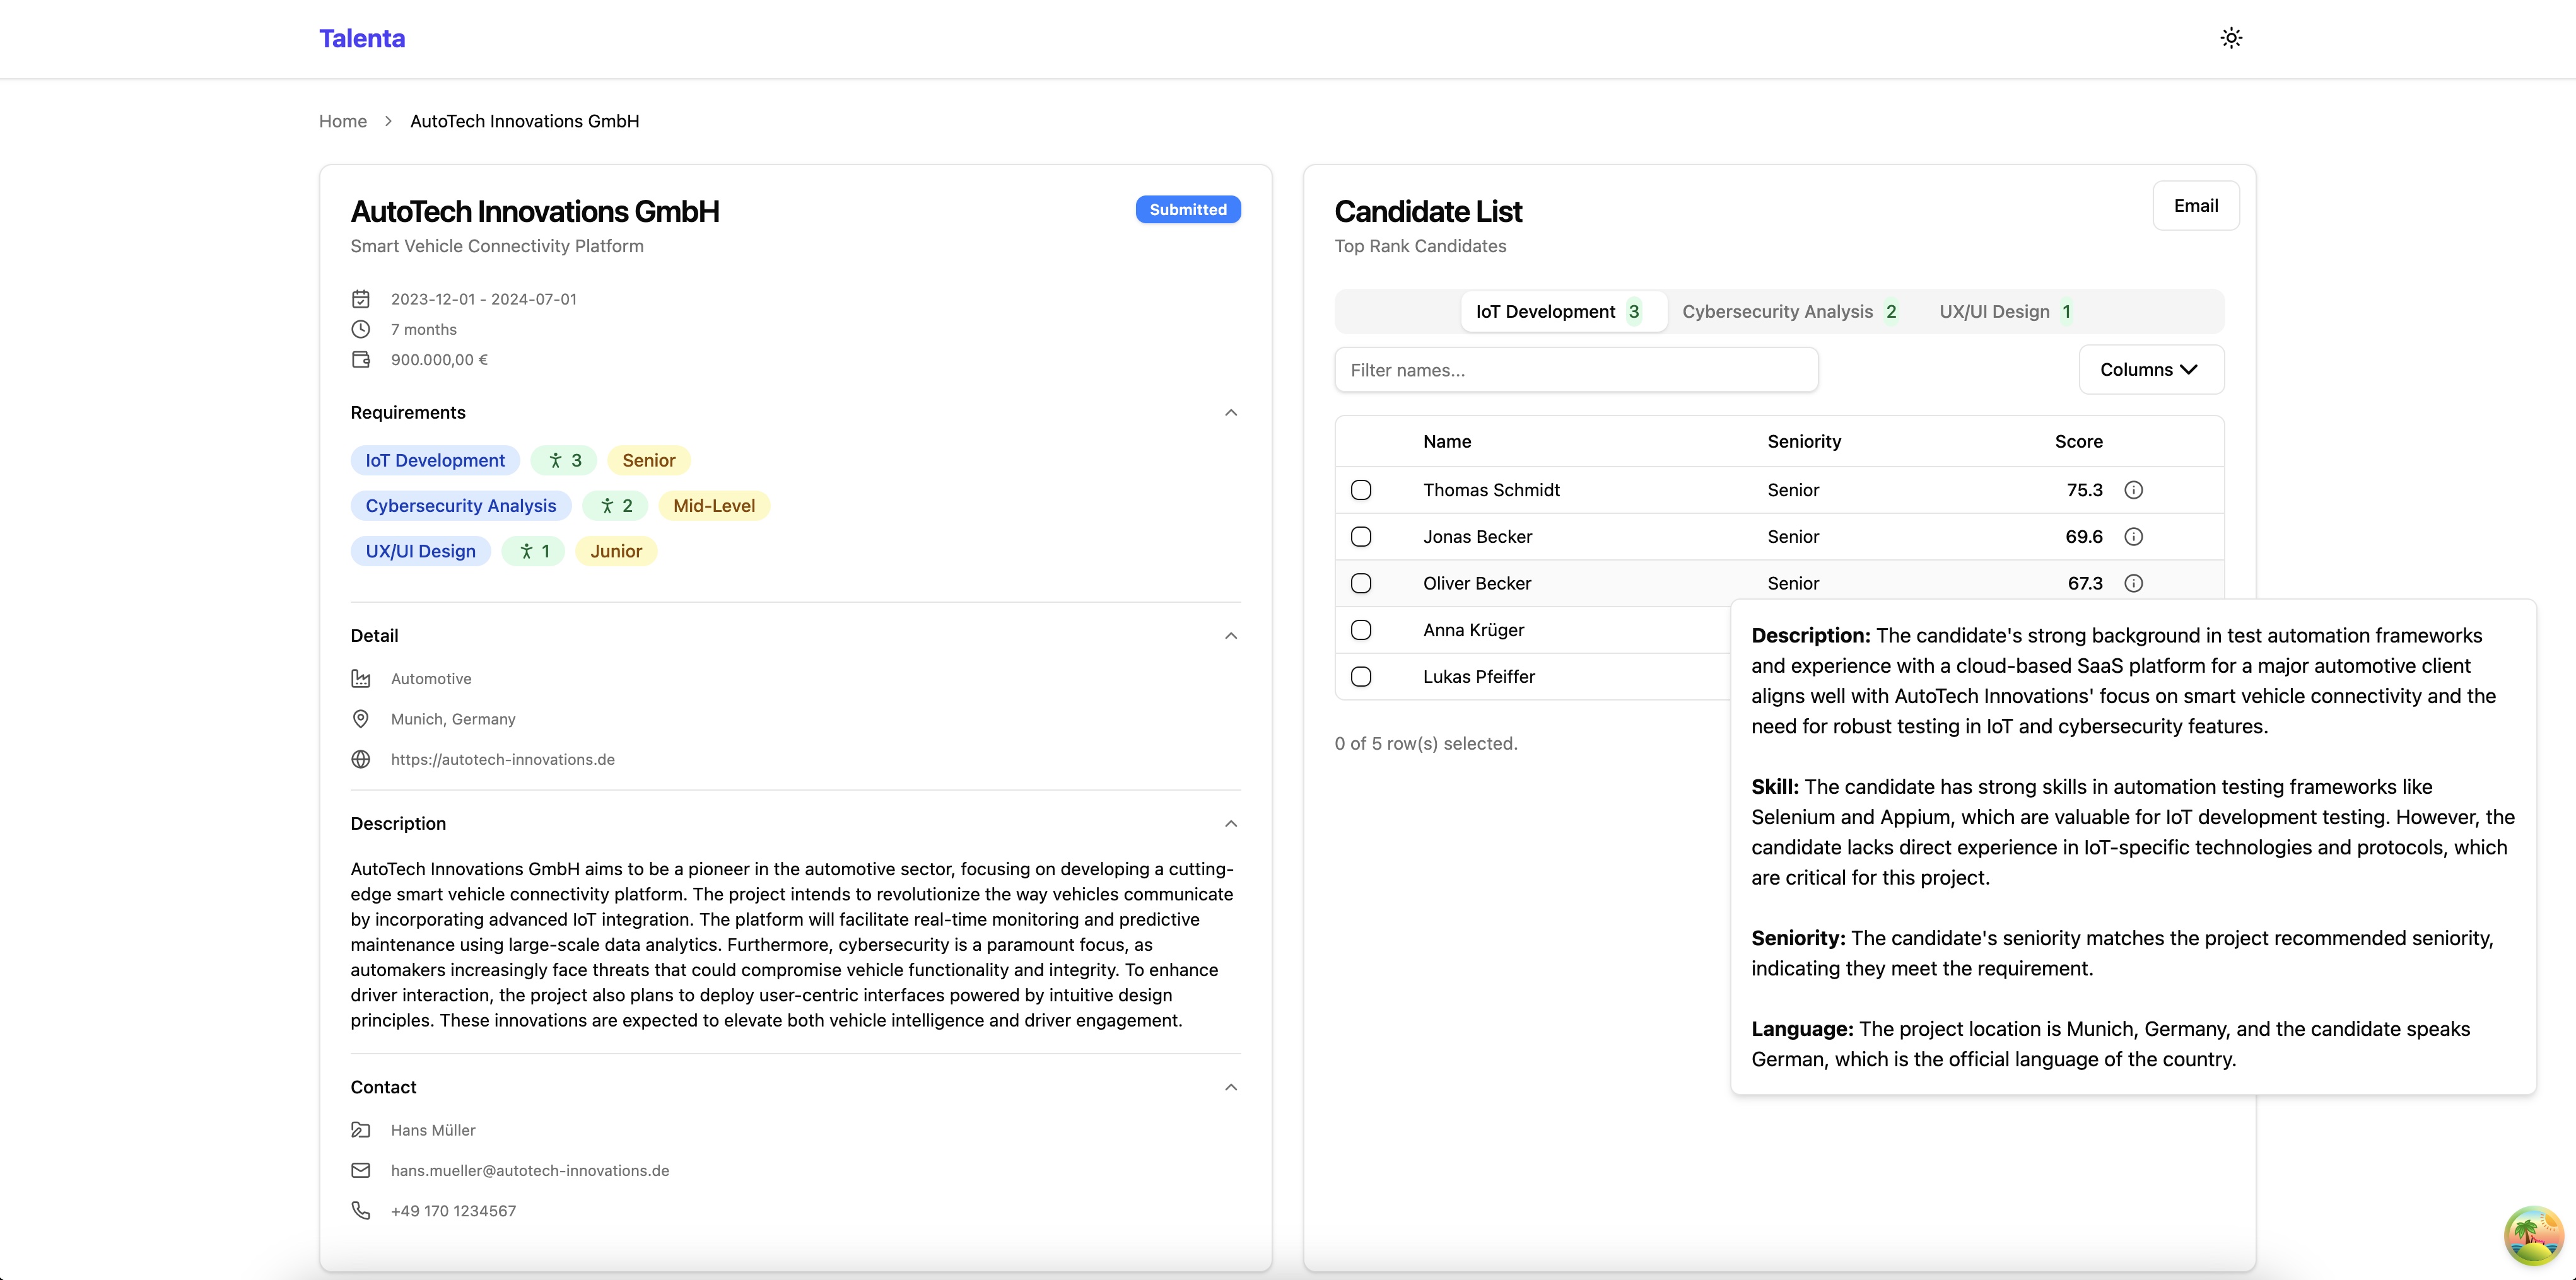 Talenta
Home > AutoTech Innovations GmbH
AutoTech Innovations GmbH
Submitted
Smart Vehicle Connectivity Platform
2023-12-01 - 2024-07-01
7 months
900.000,00 €
Requirements
IoT Development 3 Senior
Cybersecurity Analysis 2 Mid-Level
UX/UI Design 1 Junior
Detail
Automotive
Munich, Germany
https://autotech-innovations.de
Description
AutoTech Innovations GmbH aims to be a pioneer in the automotive sector, focusing on developing a cutting-
edge smart vehicle connectivity platform. The project intends to revolutionize the way vehicles communicate
by incorporating advanced IoT integration. The platform will facilitate real-time monitoring and predictive
maintenance using large-scale data analytics. Furthermore, cybersecurity is a paramount focus, as
automakers increasingly face threats that could compromise vehicle functionality and integrity. To enhance
driver interaction, the project also plans to deploy user-centric interfaces powered by intuitive design
principles. These innovations are expected to elevate both vehicle intelligence and driver engagement.
Contact
Hans Müller
hans.mueller@autotech-innovations.de
+49 170 1234567
Candidate List
Email
Top Rank Candidates
IoT Development 3 Cybersecurity Analysis 2 UX/UI Design 1
Filter names...
Columns
Name Seniority Score
Thomas Schmidt Senior 75.3
Jonas Becker Senior 69.6
Oliver Becker Senior 67.3
Anna Krüger
Lukas Pfeiffer
0 of 5 row(s) selected.
Description: The candidate's strong background in test automation frameworks
and experience with a cloud-based SaaS platform for a major automotive client
aligns well with AutoTech Innovations' focus on smart vehicle connectivity and the
need for robust testing in IoT and cybersecurity features.
Skill: The candidate has strong skills in automation testing frameworks like
Selenium and Appium, which are valuable for IoT development testing. However, the
candidate lacks direct experience in IoT-specific technologies and protocols, which
are critical for this project.
Seniority: The candidate's seniority matches the project recommended seniority,
indicating they meet the requirement.
Language: The project location is Munich, Germany, and the candidate speaks
German, which is the official language of the country.